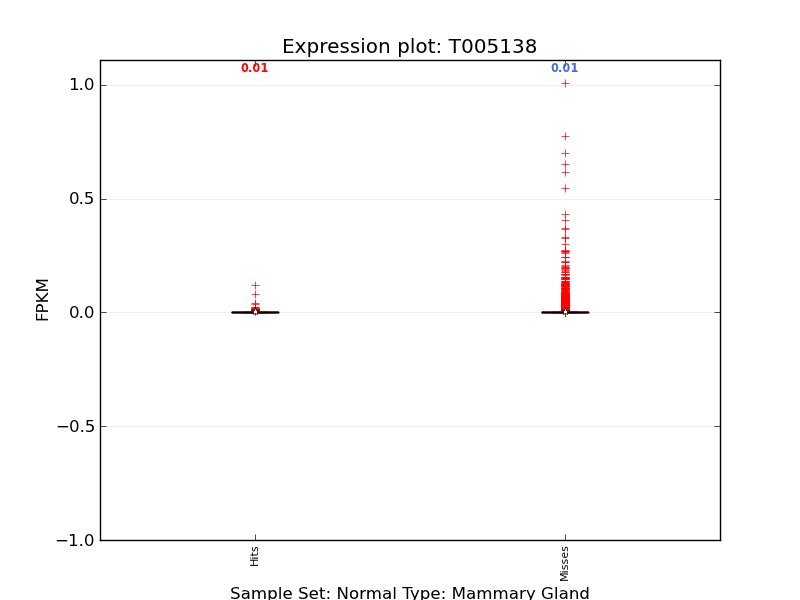 Expression plot: T005138
0.01 0.01
1.0
0.5
0.0
−0.5
−1.0
FPKM
Hits Misses
Sample Set: Normal Type: Mammary Gland